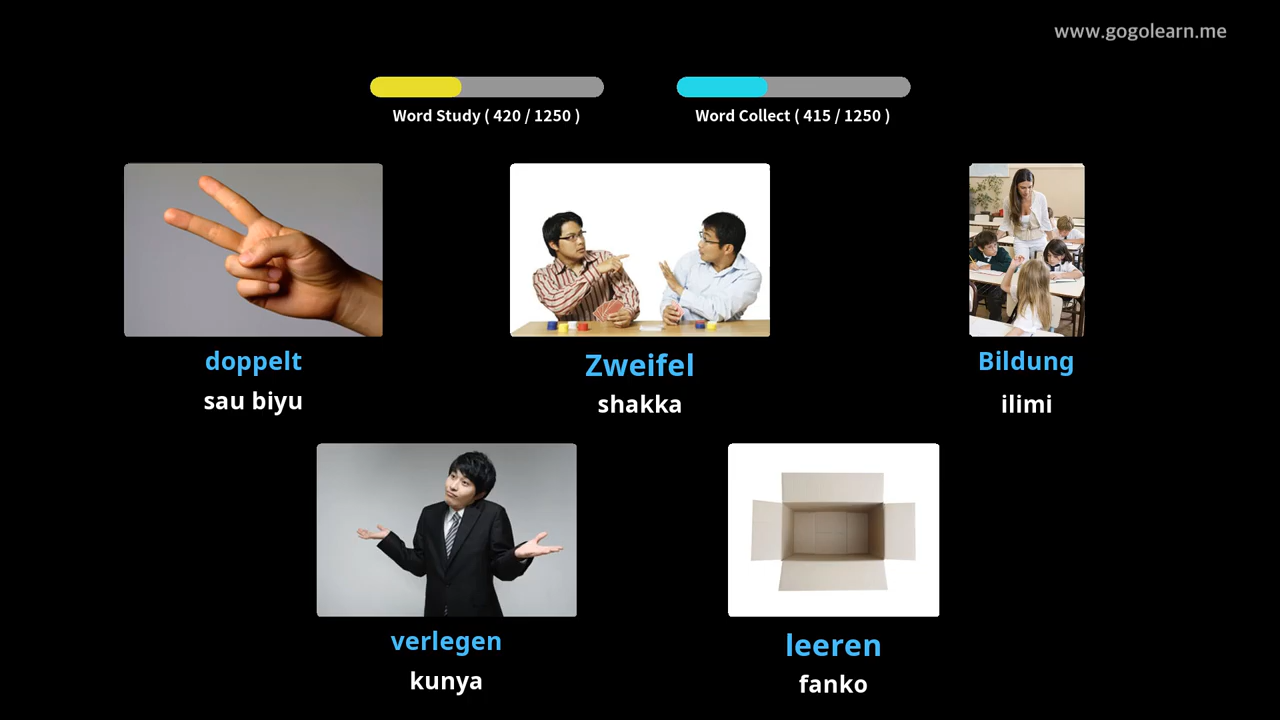 www.gogolearn.me
Word Study ( 420 / 1250 )
Word Collect ( 415 / 1250 )
doppelt
sau biyu
Zweifel
shakka
Bildung
ilimi
verlegen
kunya
leeren
fanko